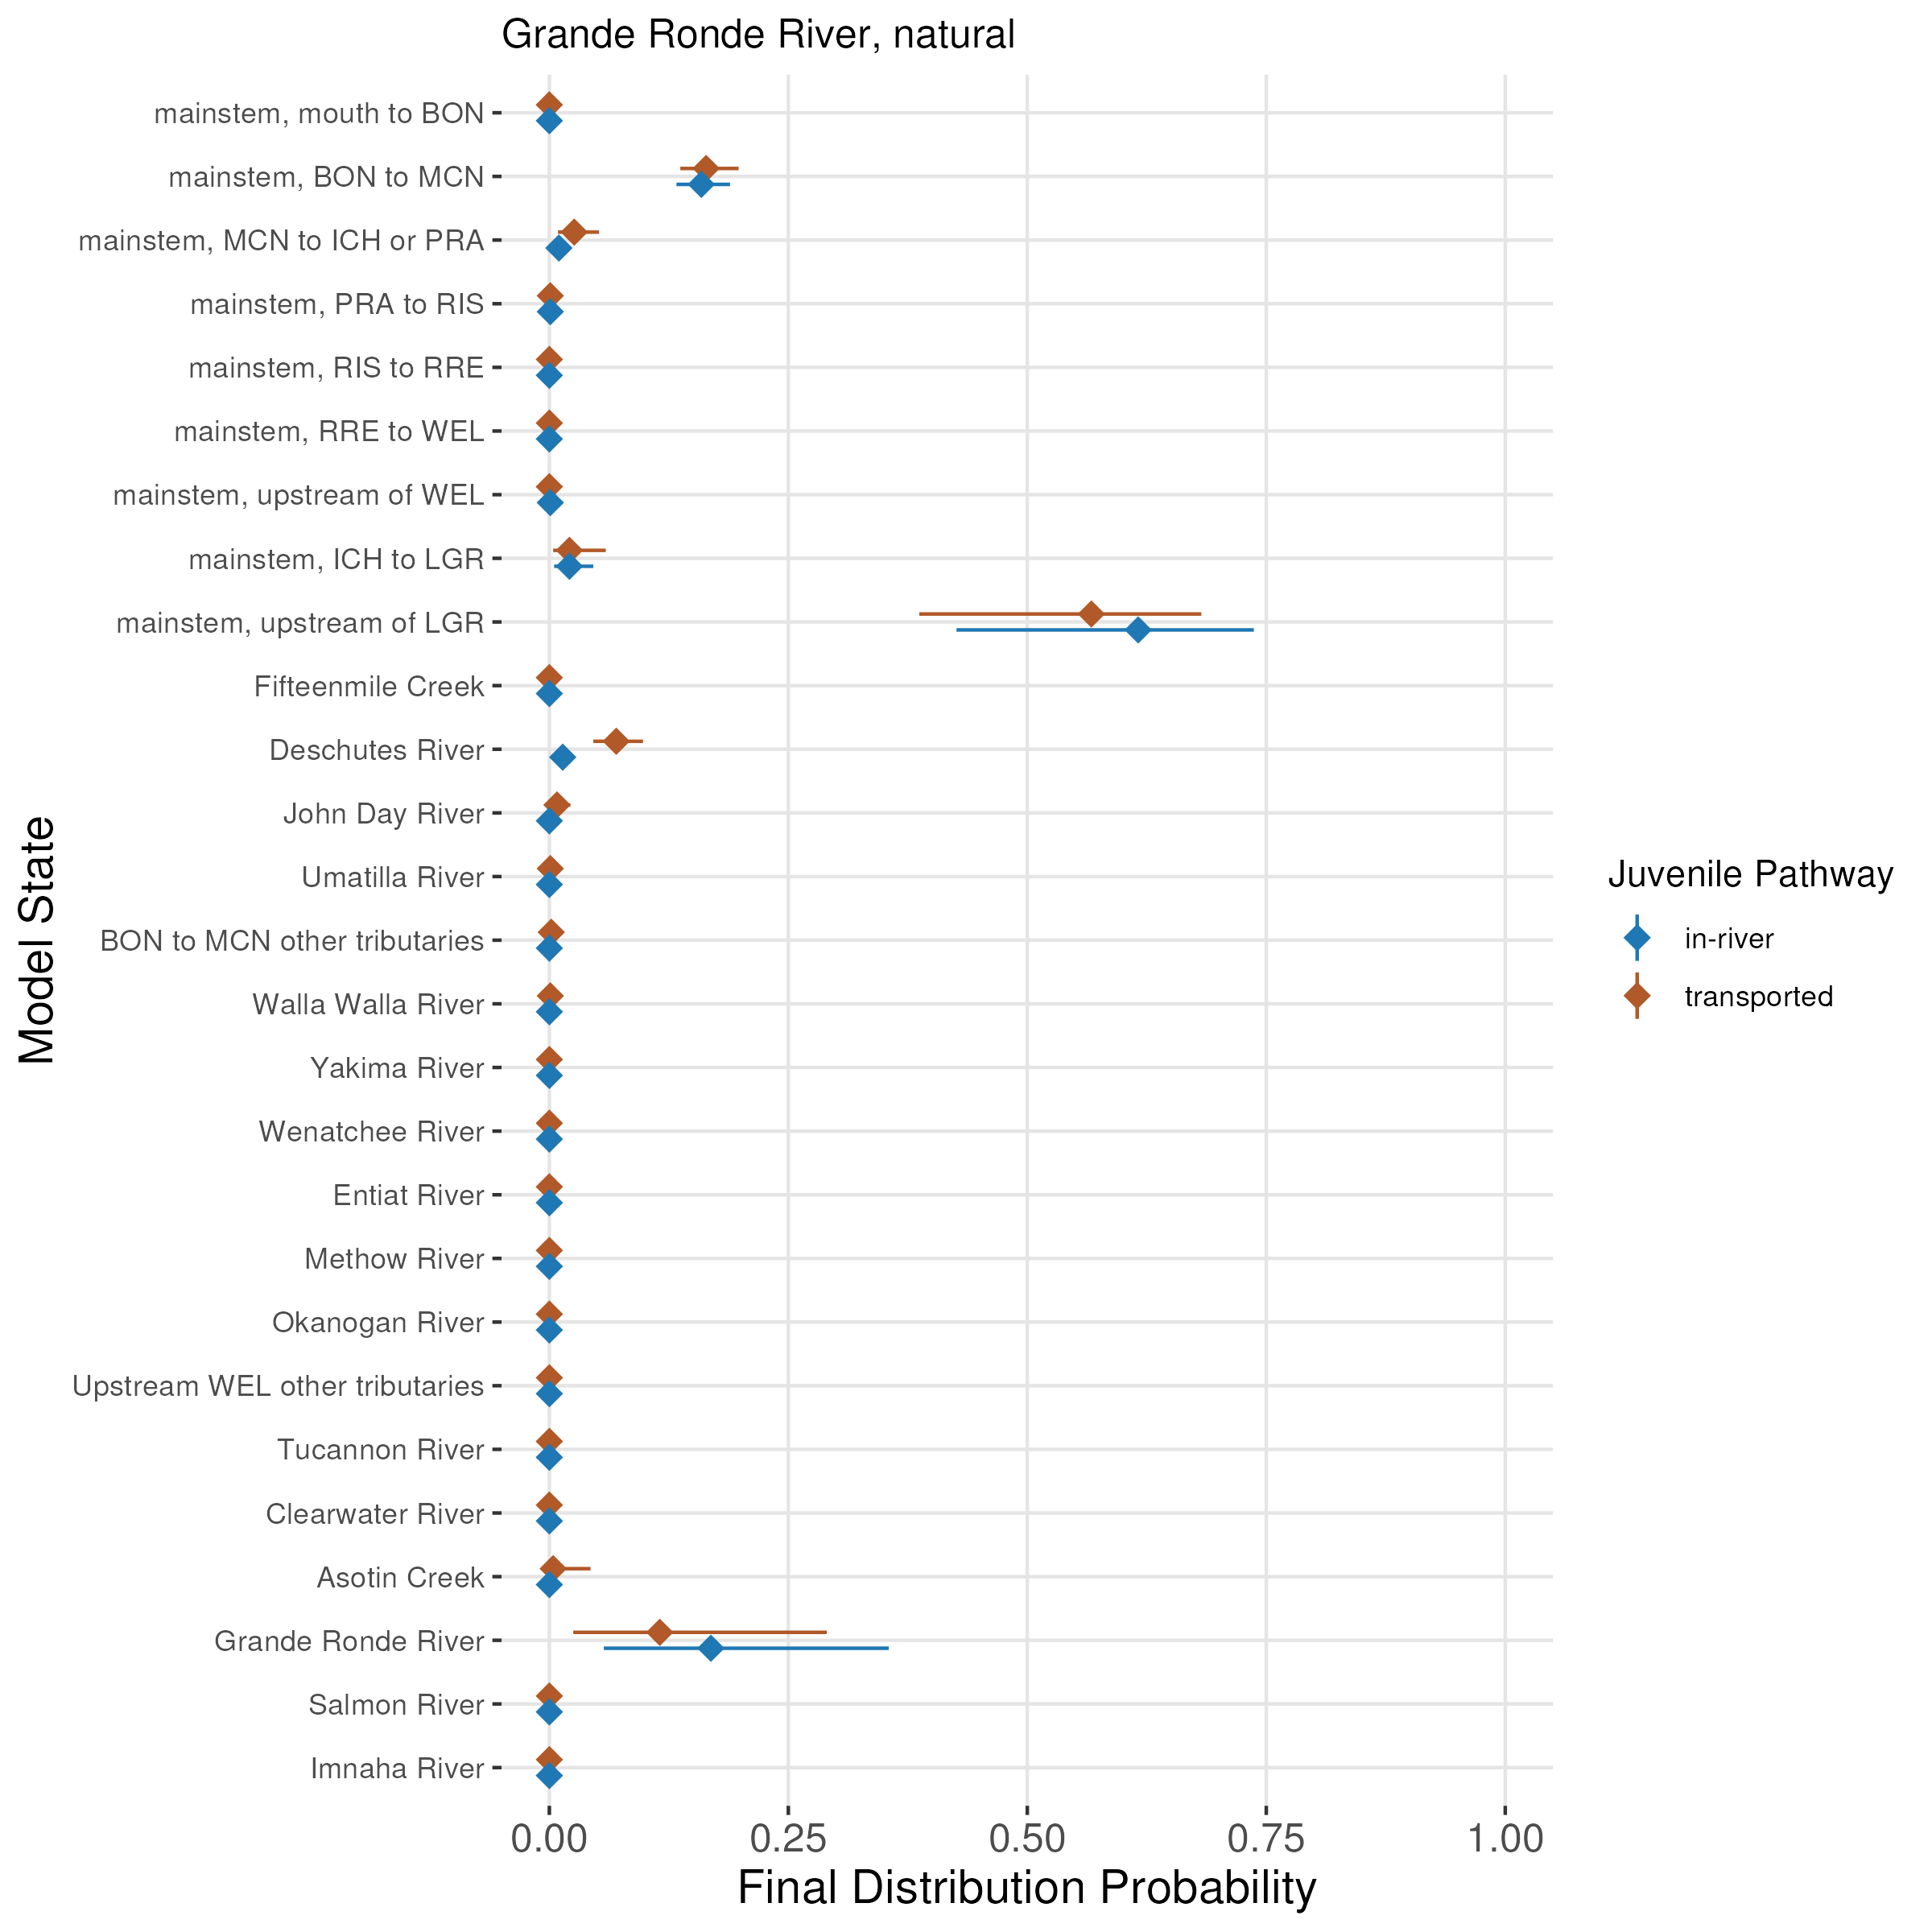 Grande Ronde River, natural
mainstem, mouth to BON
mainstem, BON to MCN
mainstem, MCN to ICH or PRA
mainstem, PRA to RIS
mainstem, RIS to RRE
mainstem, RRE to WEL
mainstem, upstream of WEL
mainstem, ICH to LGR
mainstem, upstream of LGR
Fifteenmile Creek
Deschutes River
John Day River
Umatilla River
BON to MCN other tributaries
Walla Walla River
Yakima River
Wenatchee River
Entiat River
Methow River
Okanogan River
Upstream WEL other tributaries
Tucannon River
Clearwater River
Asotin Creek
Grande Ronde River
Salmon River
Imnaha River
Model State
0.00 0.25 0.50 0.75 1.00
Final Distribution Probability
Juvenile Pathway
in-river
transported